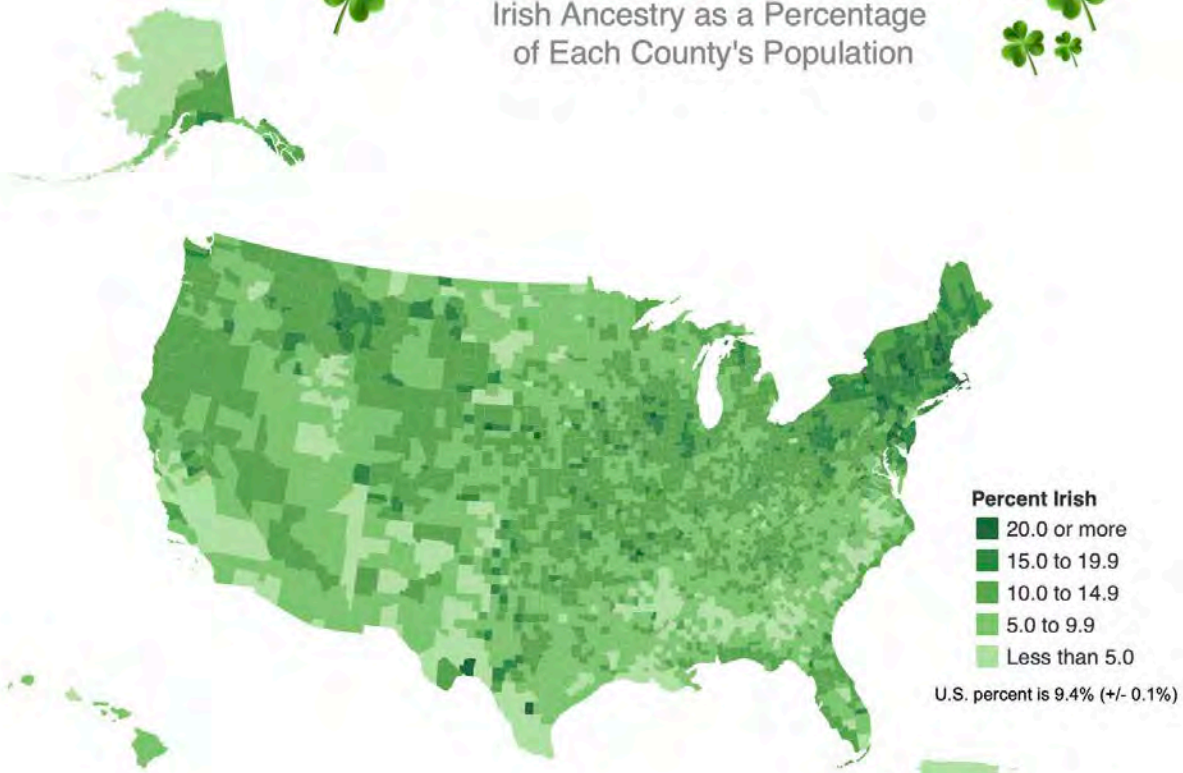 Irish Ancestry as a Percentage
of Each County's Population
Percent Irish
20.0 or more
15.0 to 19.9
10.0 to 14.9
5.0 to 9.9
Less than 5.0
U.S. percent is 9.4% (+/- 0.1%)